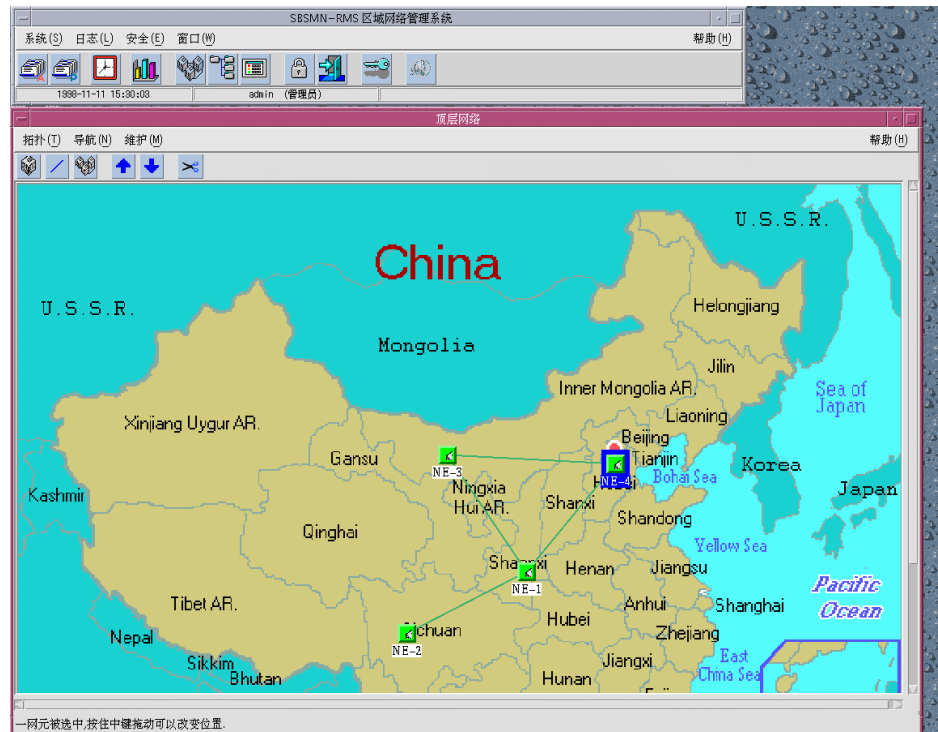 SBSMN-RMS 区域网络管理系统
系统(S) 日志(L) 安全(E) 窗口(W) 帮助(H)
1998-11-11 15:30:03 admin (管理员)
顶层网络
拓扑(T) 导航(N) 维护(M) 帮助(H)
U.S.S.R.
China
U.S.S.R.
Helongjiang
Mongolia
Jilin
Inner Mongolia AR.
Sea of
Japan
Liaoning
Xinjiang Uygur AR.
Beijing
Gansu
Tianjin
Korea
NE-3
Bohai Sea
NE-4
Ningxia
Hui AR.
Japan
Kashmir
Shanxi
Shandong
Qinghai
Yellow Sea
Shaanxi
Henan
Jiangsu
NE-1
Pacific
Ocean
Tibet AR.
Anhui
Shanghai
Hubei
Nepal
Sichuan
Zhejiang
NE-2
East
China Sea
Sikkim
Jiangxi
Bhutan
Hunan
一网元被选中,按住中键拖动可以改变位置.